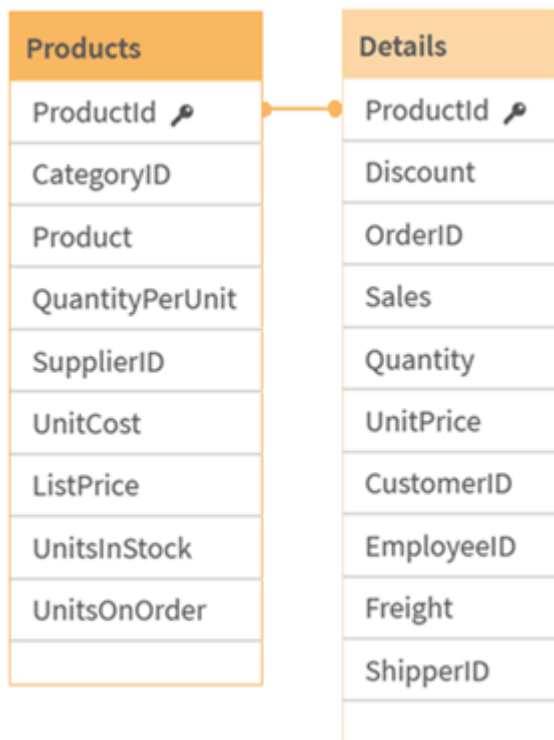 Products
ProductId
CategoryID
Product
QuantityPerUnit
SupplierID
UnitCost
ListPrice
UnitsInStock
UnitsOnOrder
Details
ProductId
Discount
OrderID
Sales
Quantity
UnitPrice
CustomerID
EmployeeID
Freight
ShipperID